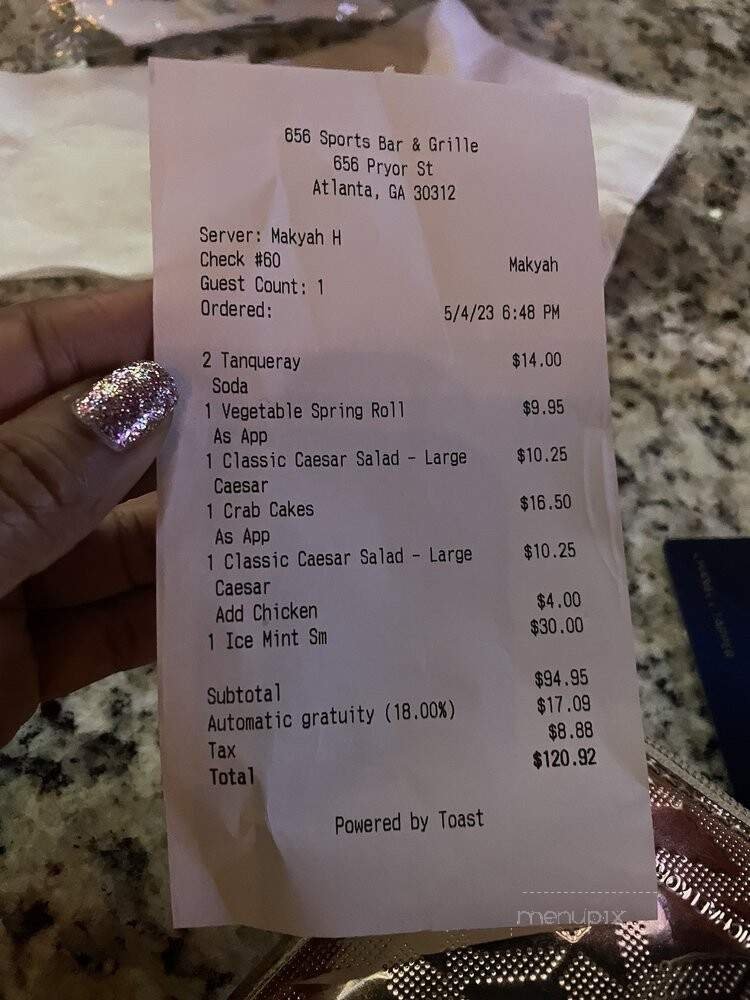 656 Sports Bar & Grille
656 Pryor St
Atlanta, GA 30312
Server: Makyah H
Check #60 Makyah
Guest Count: 1
Ordered: 5/4/23 6:48 PM
2 Tanqueray $14.00
Soda
1 Vegetable Spring Roll $9.95
As App
1 Classic Caesar Salad - Large $10.25
Caesar
1 Crab Cakes $16.50
As App
1 Classic Caesar Salad - Large $10.25
Caesar
Add Chicken $4.00
1 Ice Mint Sm $30.00
Subtotal $94.95
Automatic gratuity (18.00%) $17.09
Tax $8.88
Total $120.92
Powered by Toast
menupix